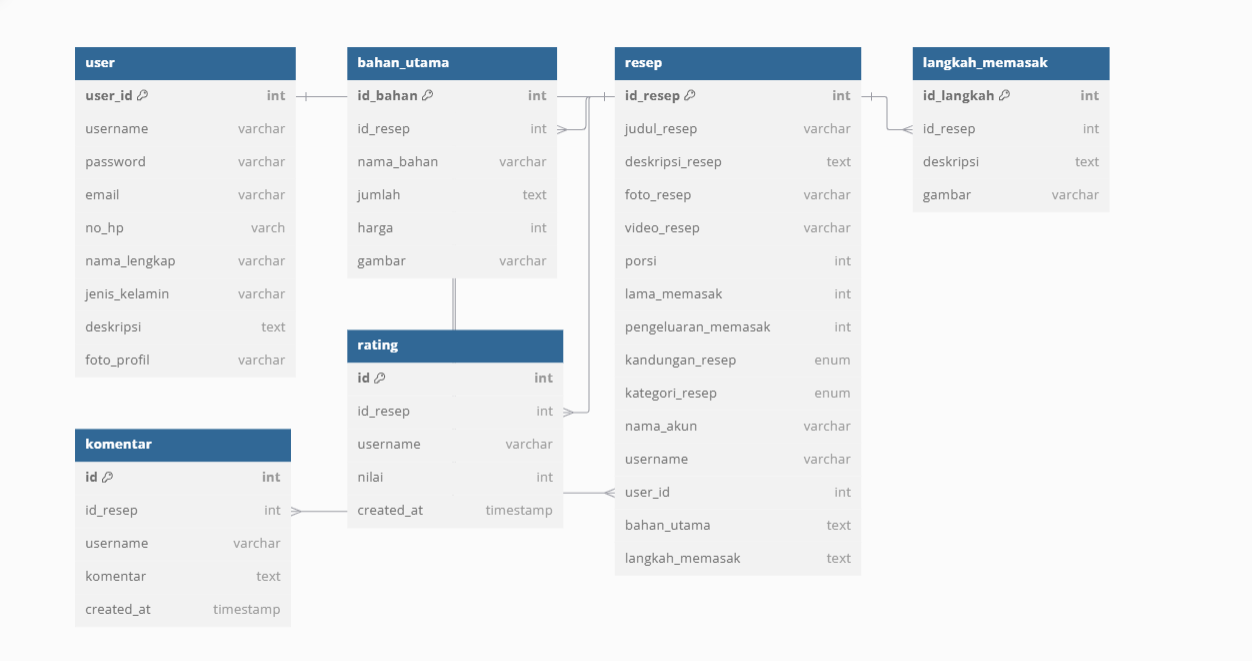 user
user_id int
username varchar
password varchar
email varchar
no_hp varch
nama_lengkap varchar
jenis_kelamin varchar
deskripsi text
foto_profil varchar
bahan_utama
id_bahan int
id_resep int
nama_bahan varchar
jumlah text
harga int
gambar varchar
resep
id_resep int
judul_resep varchar
deskripsi_resep text
foto_resep varchar
video_resep varchar
porsi int
lama_memasak int
pengeluaran_memasak int
kandungan_resep enum
kategori_resep enum
nama_akun varchar
username varchar
user_id int
bahan_utama text
langkah_memasak text
langkah_memasak
id_langkah int
id_resep int
deskripsi text
gambar varchar
rating
id int
id_resep int
username varchar
nilai int
created_at timestamp
komentar
id int
id_resep int
username varchar
komentar text
created_at timestamp